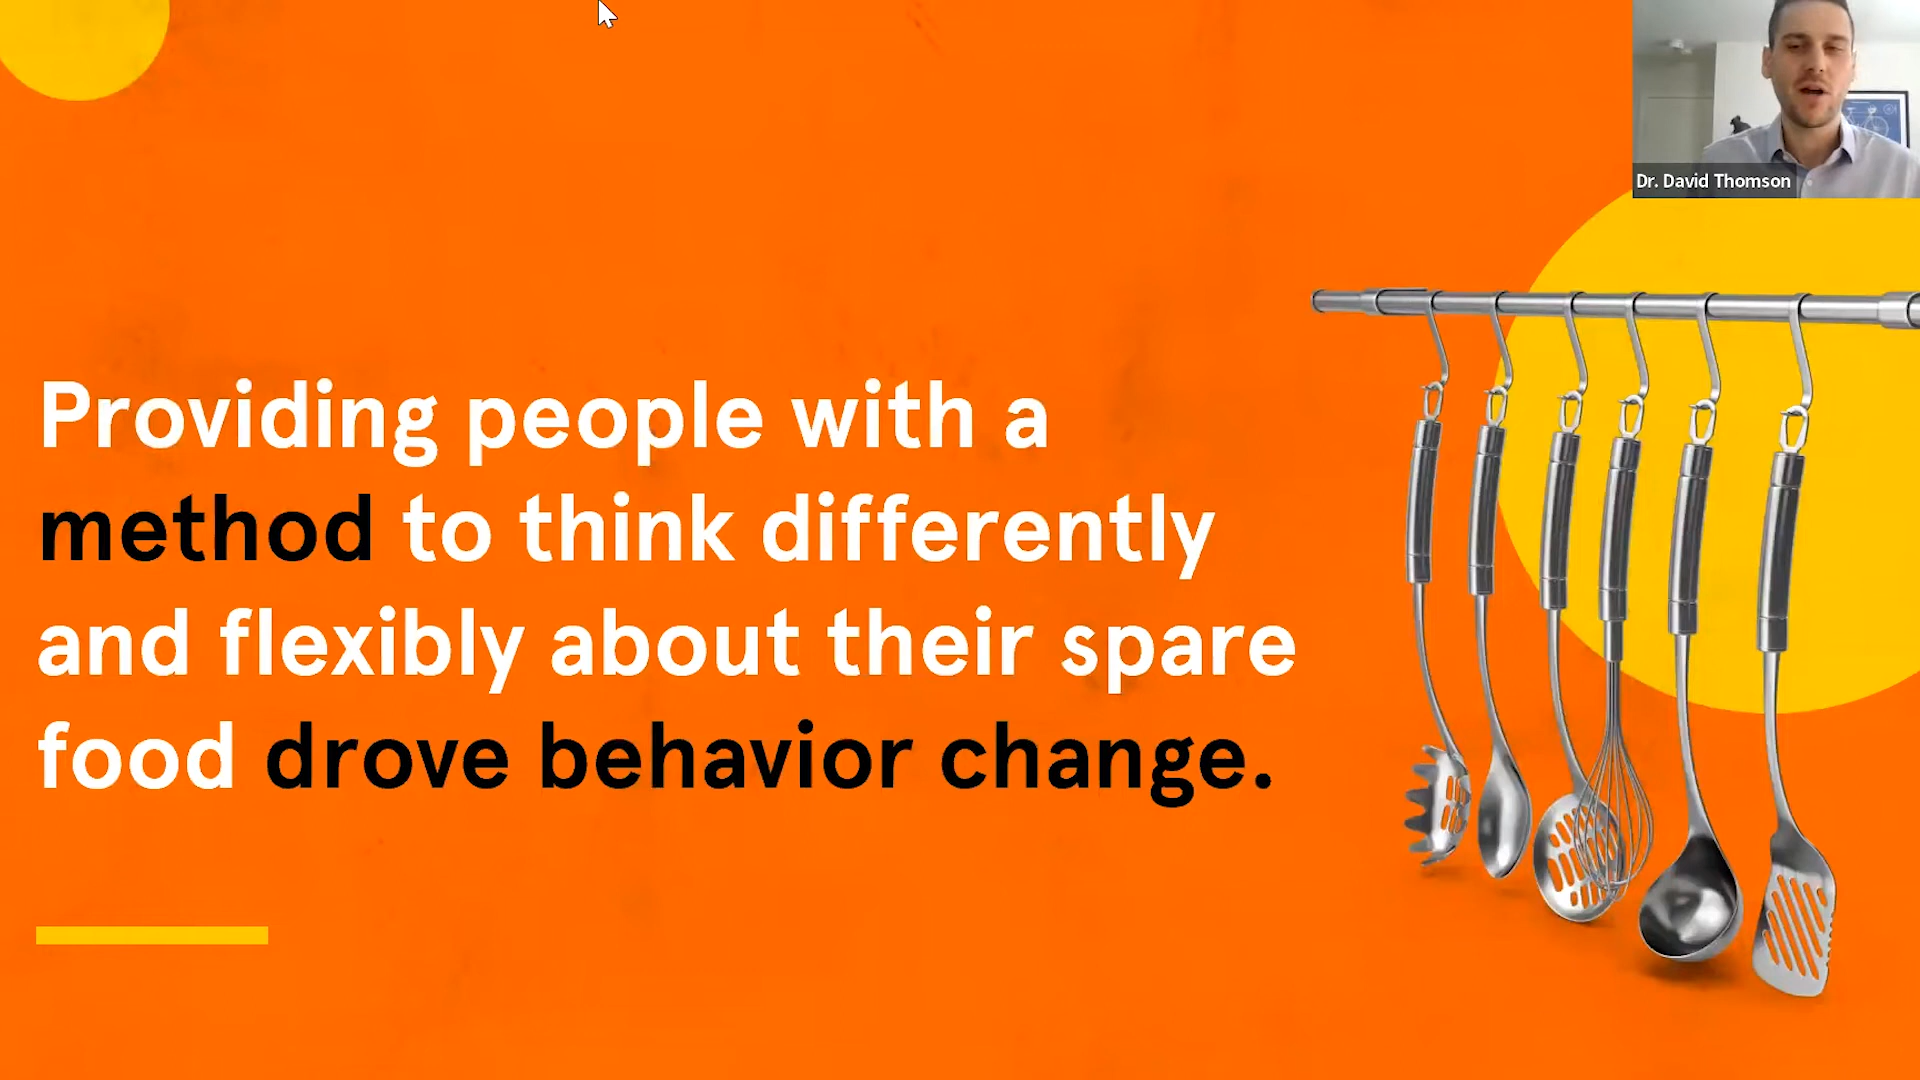 Dr. David Thomson
Providing people with a
method to think differently
and flexibly about their spare
food drove behavior change.